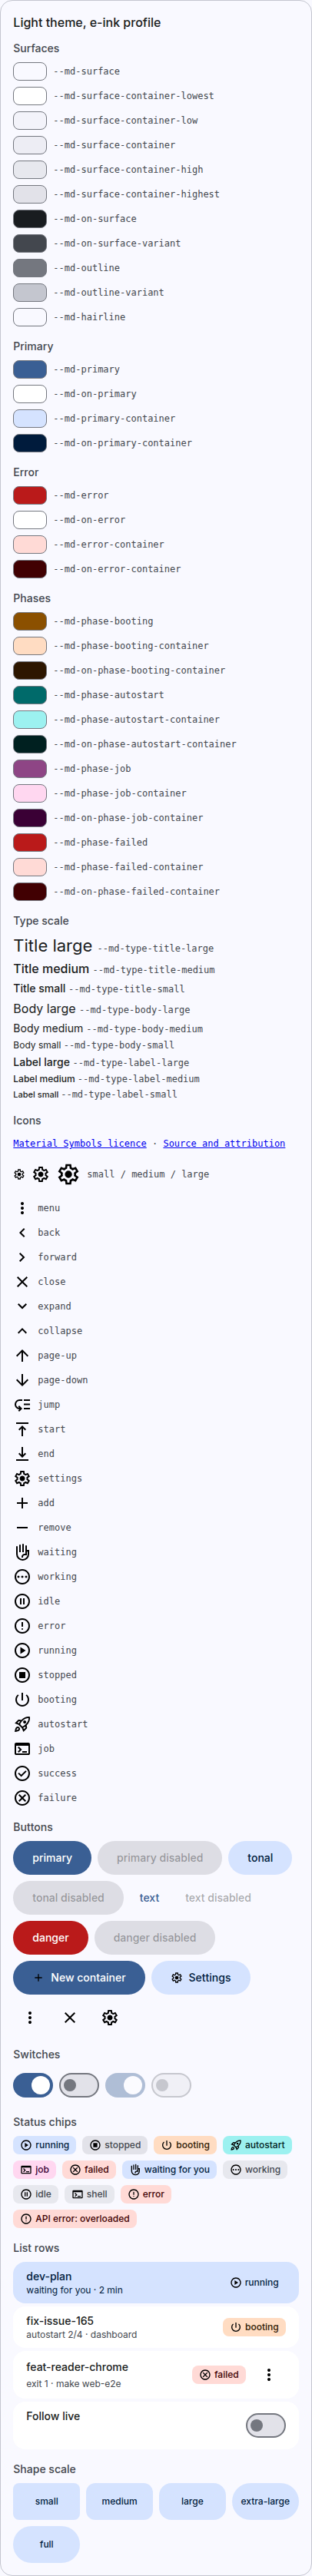 Light theme, e-ink profile
Surfaces
--md-surface
--md-surface-container-lowest
--md-surface-container-low
--md-surface-container
--md-surface-container-high
--md-surface-container-highest
--md-on-surface
--md-on-surface-variant
--md-outline
--md-outline-variant
--md-hairline
Primary
--md-primary
--md-on-primary
--md-primary-container
--md-on-primary-container
Error
--md-error
--md-on-error
--md-error-container
--md-on-error-container
Phases
--md-phase-booting
--md-phase-booting-container
--md-on-phase-booting-container
--md-phase-autostart
--md-phase-autostart-container
--md-on-phase-autostart-container
--md-phase-job
--md-phase-job-container
--md-on-phase-job-container
--md-phase-failed
--md-phase-failed-container
--md-on-phase-failed-container
Type scale
Title large --md-type-title-large
Title medium --md-type-title-medium
Title small --md-type-title-small
Body large --md-type-body-large
Body medium --md-type-body-medium
Body small --md-type-body-small
Label large --md-type-label-large
Label medium --md-type-label-medium
Label small --md-type-label-small
Icons
Material Symbols licence · Source and attribution
small / medium / large
menu
back
forward
close
expand
collapse
page-up
page-down
jump
start
end
settings
add
remove
waiting
working
idle
error
running
stopped
booting
autostart
job
success
failure
Buttons
primary primary disabled tonal
tonal disabled text text disabled
danger danger disabled
New container Settings
Switches
Status chips
running stopped booting autostart
job failed waiting for you working
idle shell error
API error: overloaded
List rows
dev-plan
waiting for you · 2 min
running
fix-issue-165
autostart 2/4 · dashboard
booting
feat-reader-chrome
exit 1 · make web-e2e
failed
Follow live
Shape scale
small medium large extra-large
full